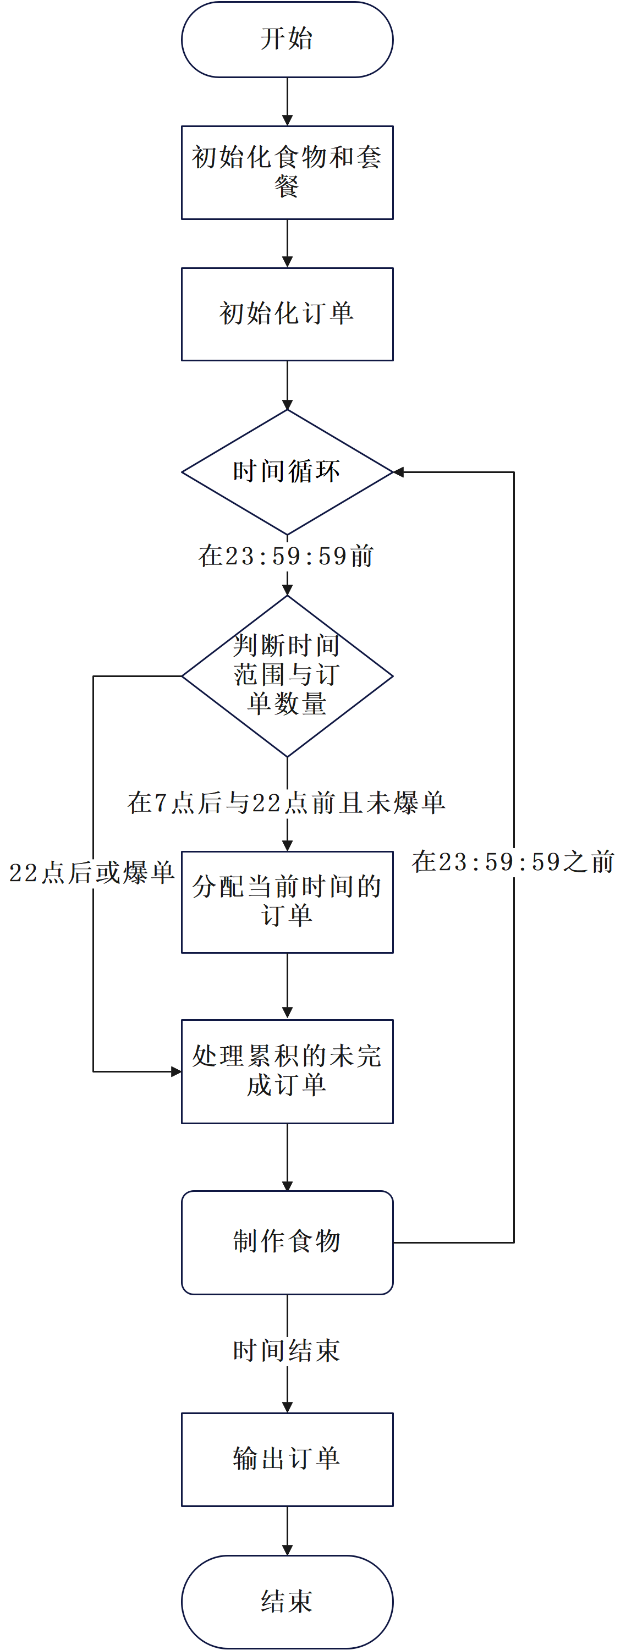 开始
初始化食物和套
餐
初始化订单
时间循环
在23:59:59前
判断时间
范围与订
单数量
在7点后与22点前且未爆单
22点后或爆单
在23:59:59之前
分配当前时间的
订单
处理累积的未完
成订单
制作食物
时间结束
输出订单
结束